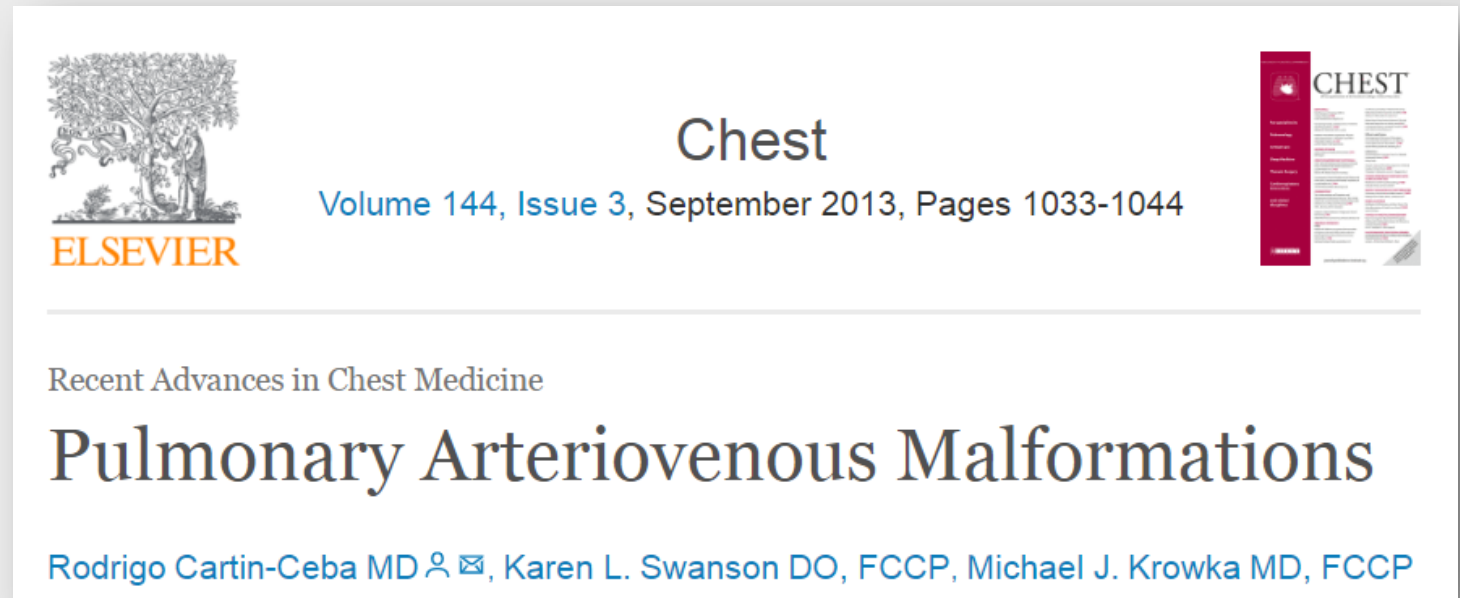 ELSEVIER
Chest
Volume 144, Issue 3, September 2013, Pages 1033-1044
CHEST
Recent Advances in Chest Medicine
Pulmonary Arteriovenous Malformations
Rodrigo Cartin-Ceba MD, Karen L. Swanson DO, FCCP, Michael J. Krowka MD, FCCP